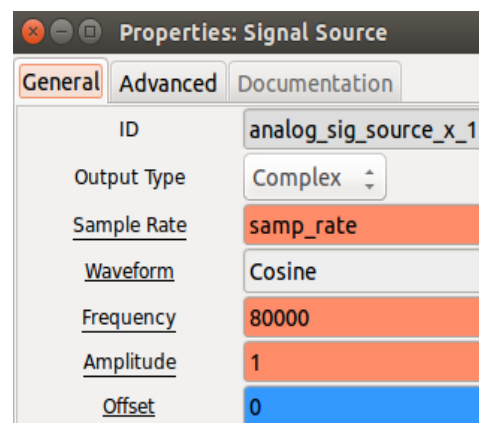 Properties: Signal Source
General Advanced Documentation
ID analog_sig_source_x_1
Output Type Complex
Sample Rate samp_rate
Waveform Cosine
Frequency 80000
Amplitude 1
Offset 0